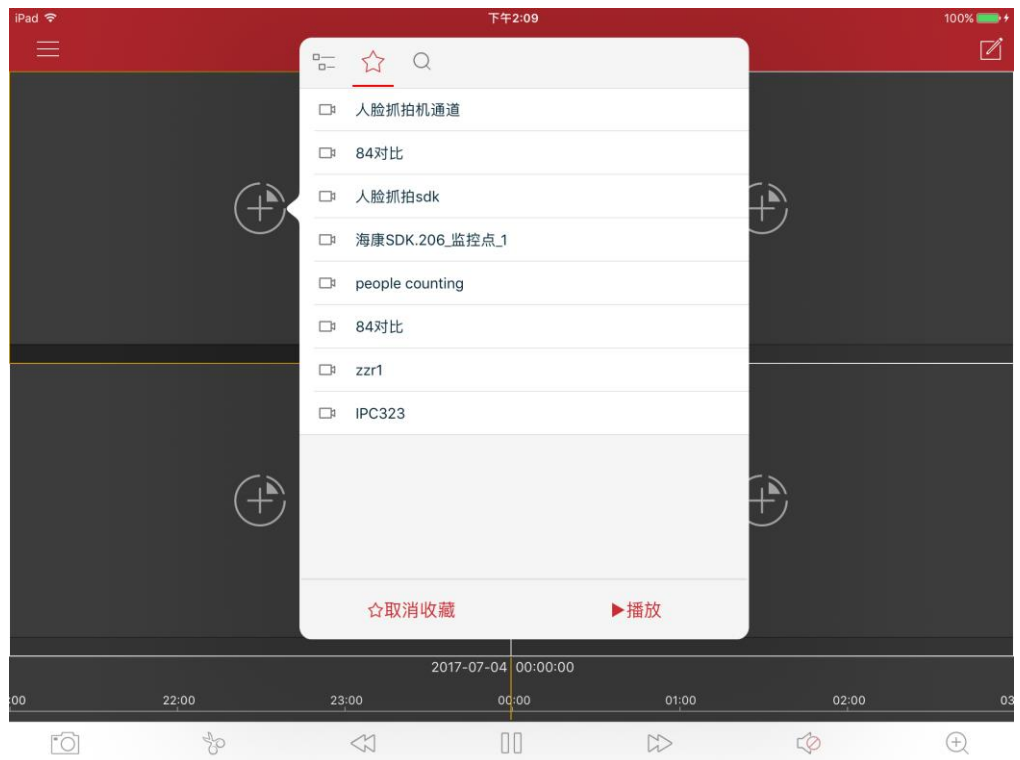 iPad 下午2:09 100%
人脸抓拍机通道
84对比
人脸抓拍sdk
海康SDK.206_监控点_1
people counting
84对比
zzr1
IPC323
取消收藏 播放
2017-07-04 00:00:00
:00 22:00 23:00 00:00 01:00 02:00 03